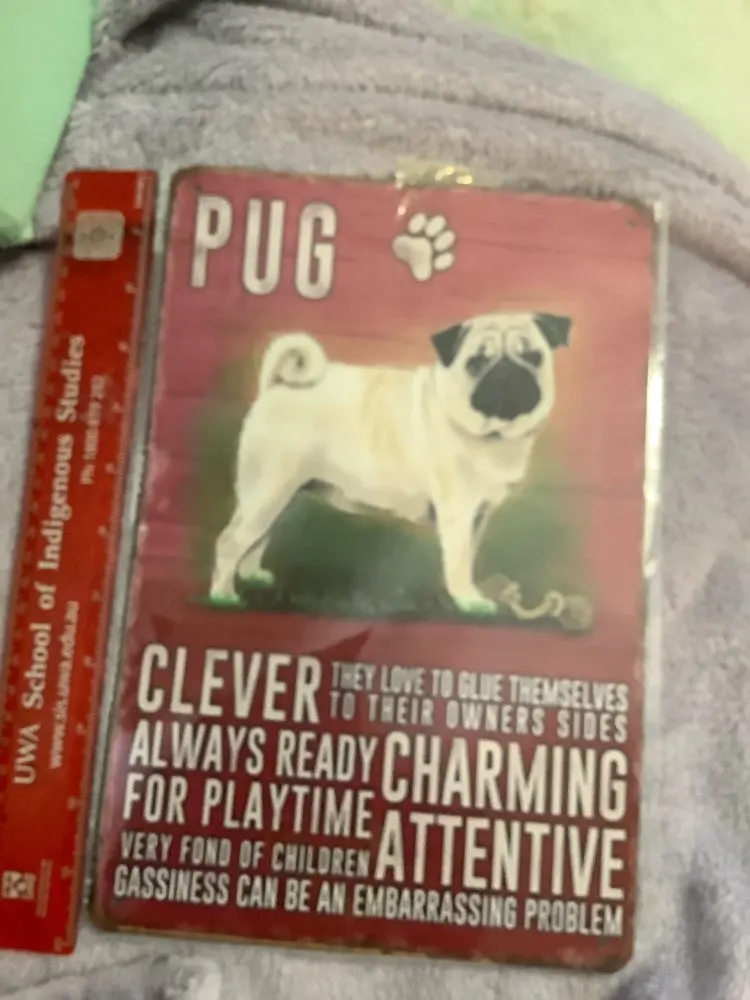 PUG
CLEVER
THEY LOVE TO GLUE THEMSELVES
TO THEIR OWNERS SIDES
ALWAYS READY
FOR PLAYTIME
CHARMING
VERY FOND OF CHILDREN
ATTENTIVE
GASSINESS CAN BE AN EMBARRASSING PROBLEM
UWA School of Indigenous Studies
www.sis.uwa.edu.au